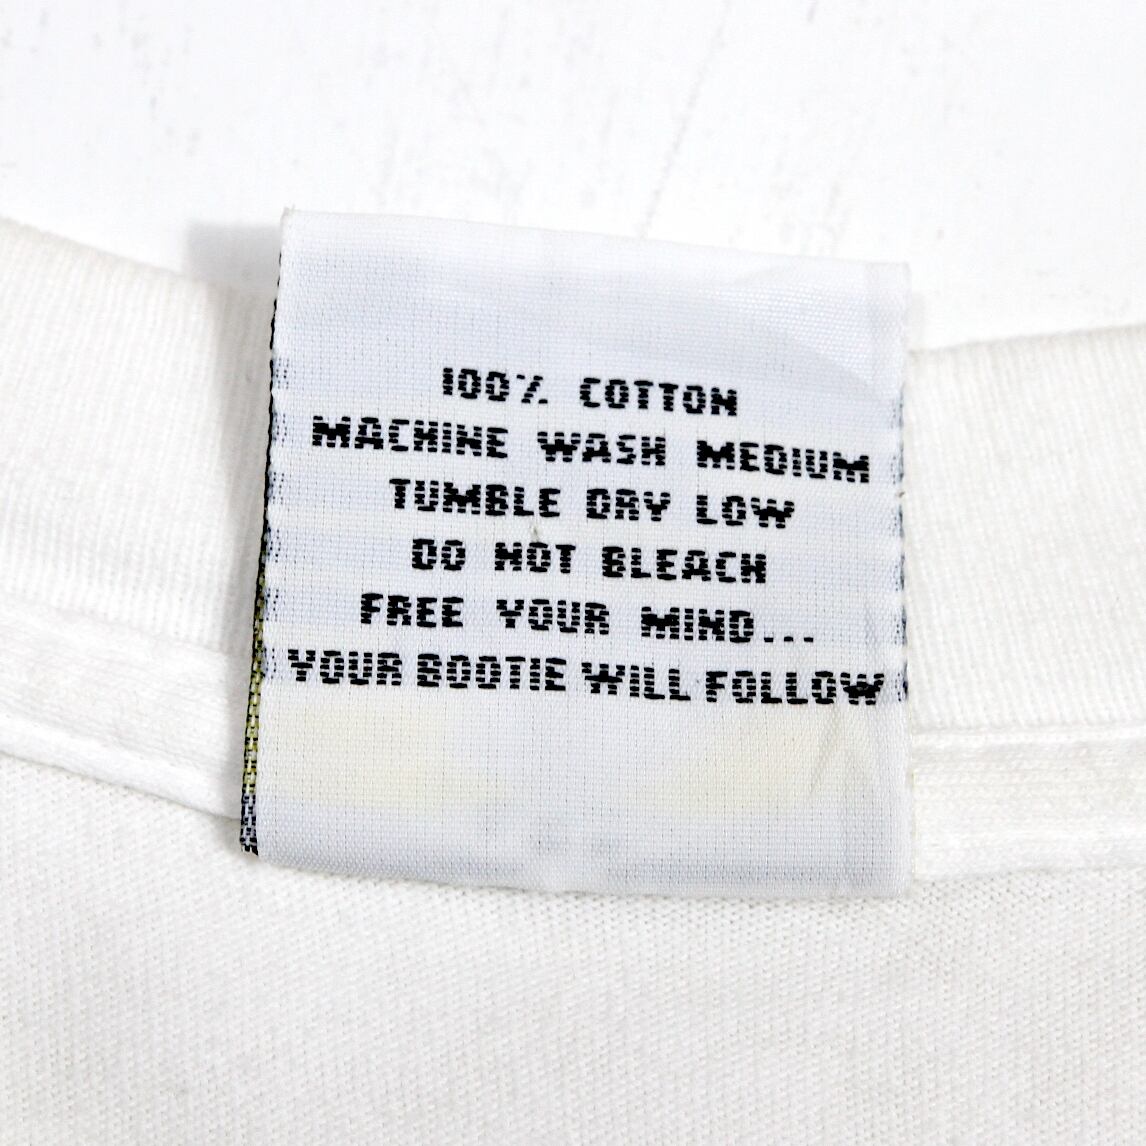 100% COTTON
MACHINE WASH MEDIUM
TUMBLE DRY LOW
DO NOT BLEACH
FREE YOUR MIND...
YOUR BOOTIE WILL FOLLOW